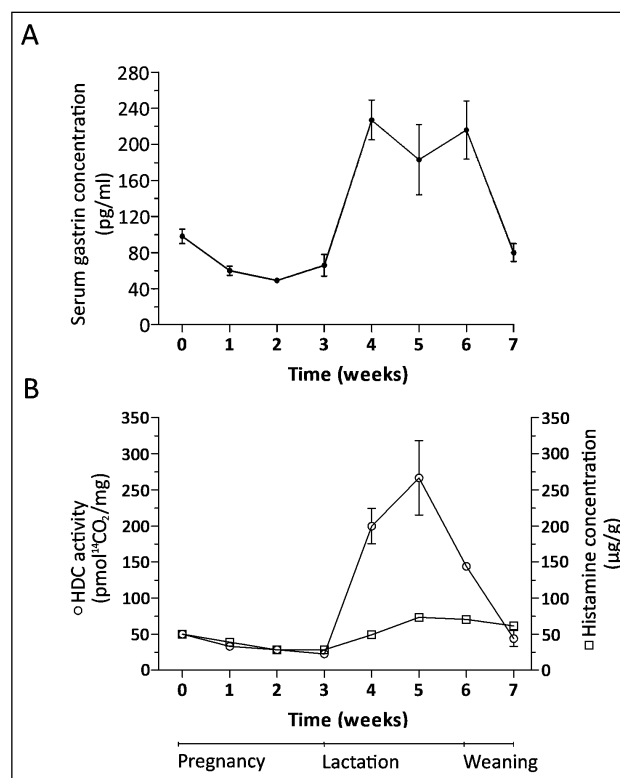 A
Serum gastrin concentration
(pg/ml)
280
240
200
160
120
80
40
0
0 1 2 3 4 5 6 7
Time (weeks)
B
○ HDC activity
(pmol¹⁴CO₂/mg)
350
300
250
200
150
100
50
0
350
300
250
200
150
100
50
0
□ Histamine concentration
(µg/g)
0 1 2 3 4 5 6 7
Time (weeks)
Pregnancy Lactation Weaning